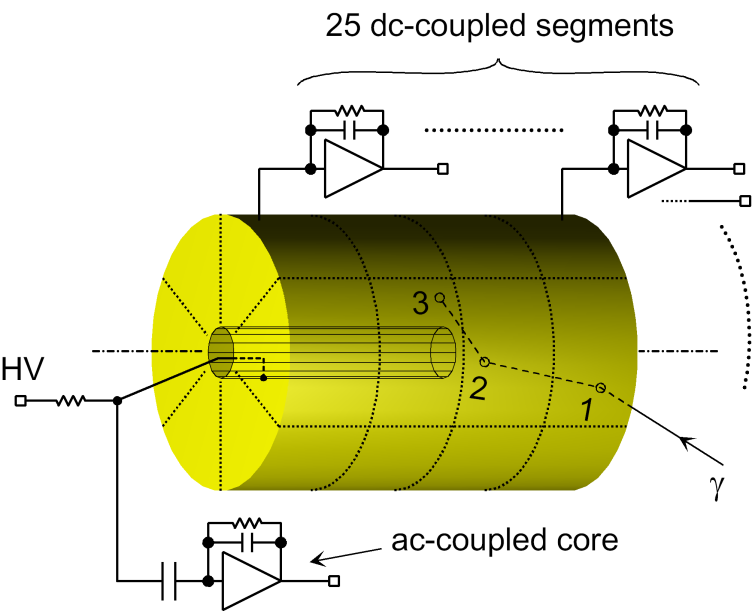 25 dc-coupled segments
3
HV
2
1
γ
ac-coupled core